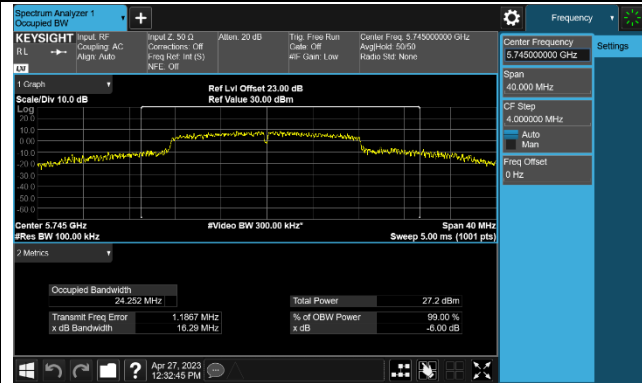 Spectrum Analyzer 1
Occupied BW
+
Frequency
KEYSIGHT
RL
LXI
Input: RF
Coupling: AC
Align: Auto
Input Z: 50 Ω
Corrections: Off
Freq Ref: Int (S)
NFE: Off
Atten: 20 dB
Trig: Free Run
Gate: Off
#IF Gain: Low
Center Freq: 5.745000000 GHz
Avg|Hold: 50/50
Radio Std: None
Center Frequency
5.745000000 GHz
Settings
Span
40.000 MHz
CF Step
4.000000 MHz
Auto
Man
Freq Offset
0 Hz
1 Graph
Scale/Div 10.0 dB
Ref Lvl Offset 23.00 dB
Ref Value 30.00 dBm
Log
20.0
10.0
0.00
-10.0
-20.0
-30.0
-40.0
-50.0
-60.0
Center 5.745 GHz
#Res BW 100.00 kHz
#Video BW 300.00 kHz*
Span 40 MHz
Sweep 5.00 ms (1001 pts)
2 Metrics
Occupied Bandwidth
24.252 MHz
Transmit Freq Error 1.1867 MHz
x dB Bandwidth 16.29 MHz
Total Power 27.2 dBm
% of OBW Power 99.00 %
x dB -6.00 dB
?
Apr 27, 2023
12:32:45 PM